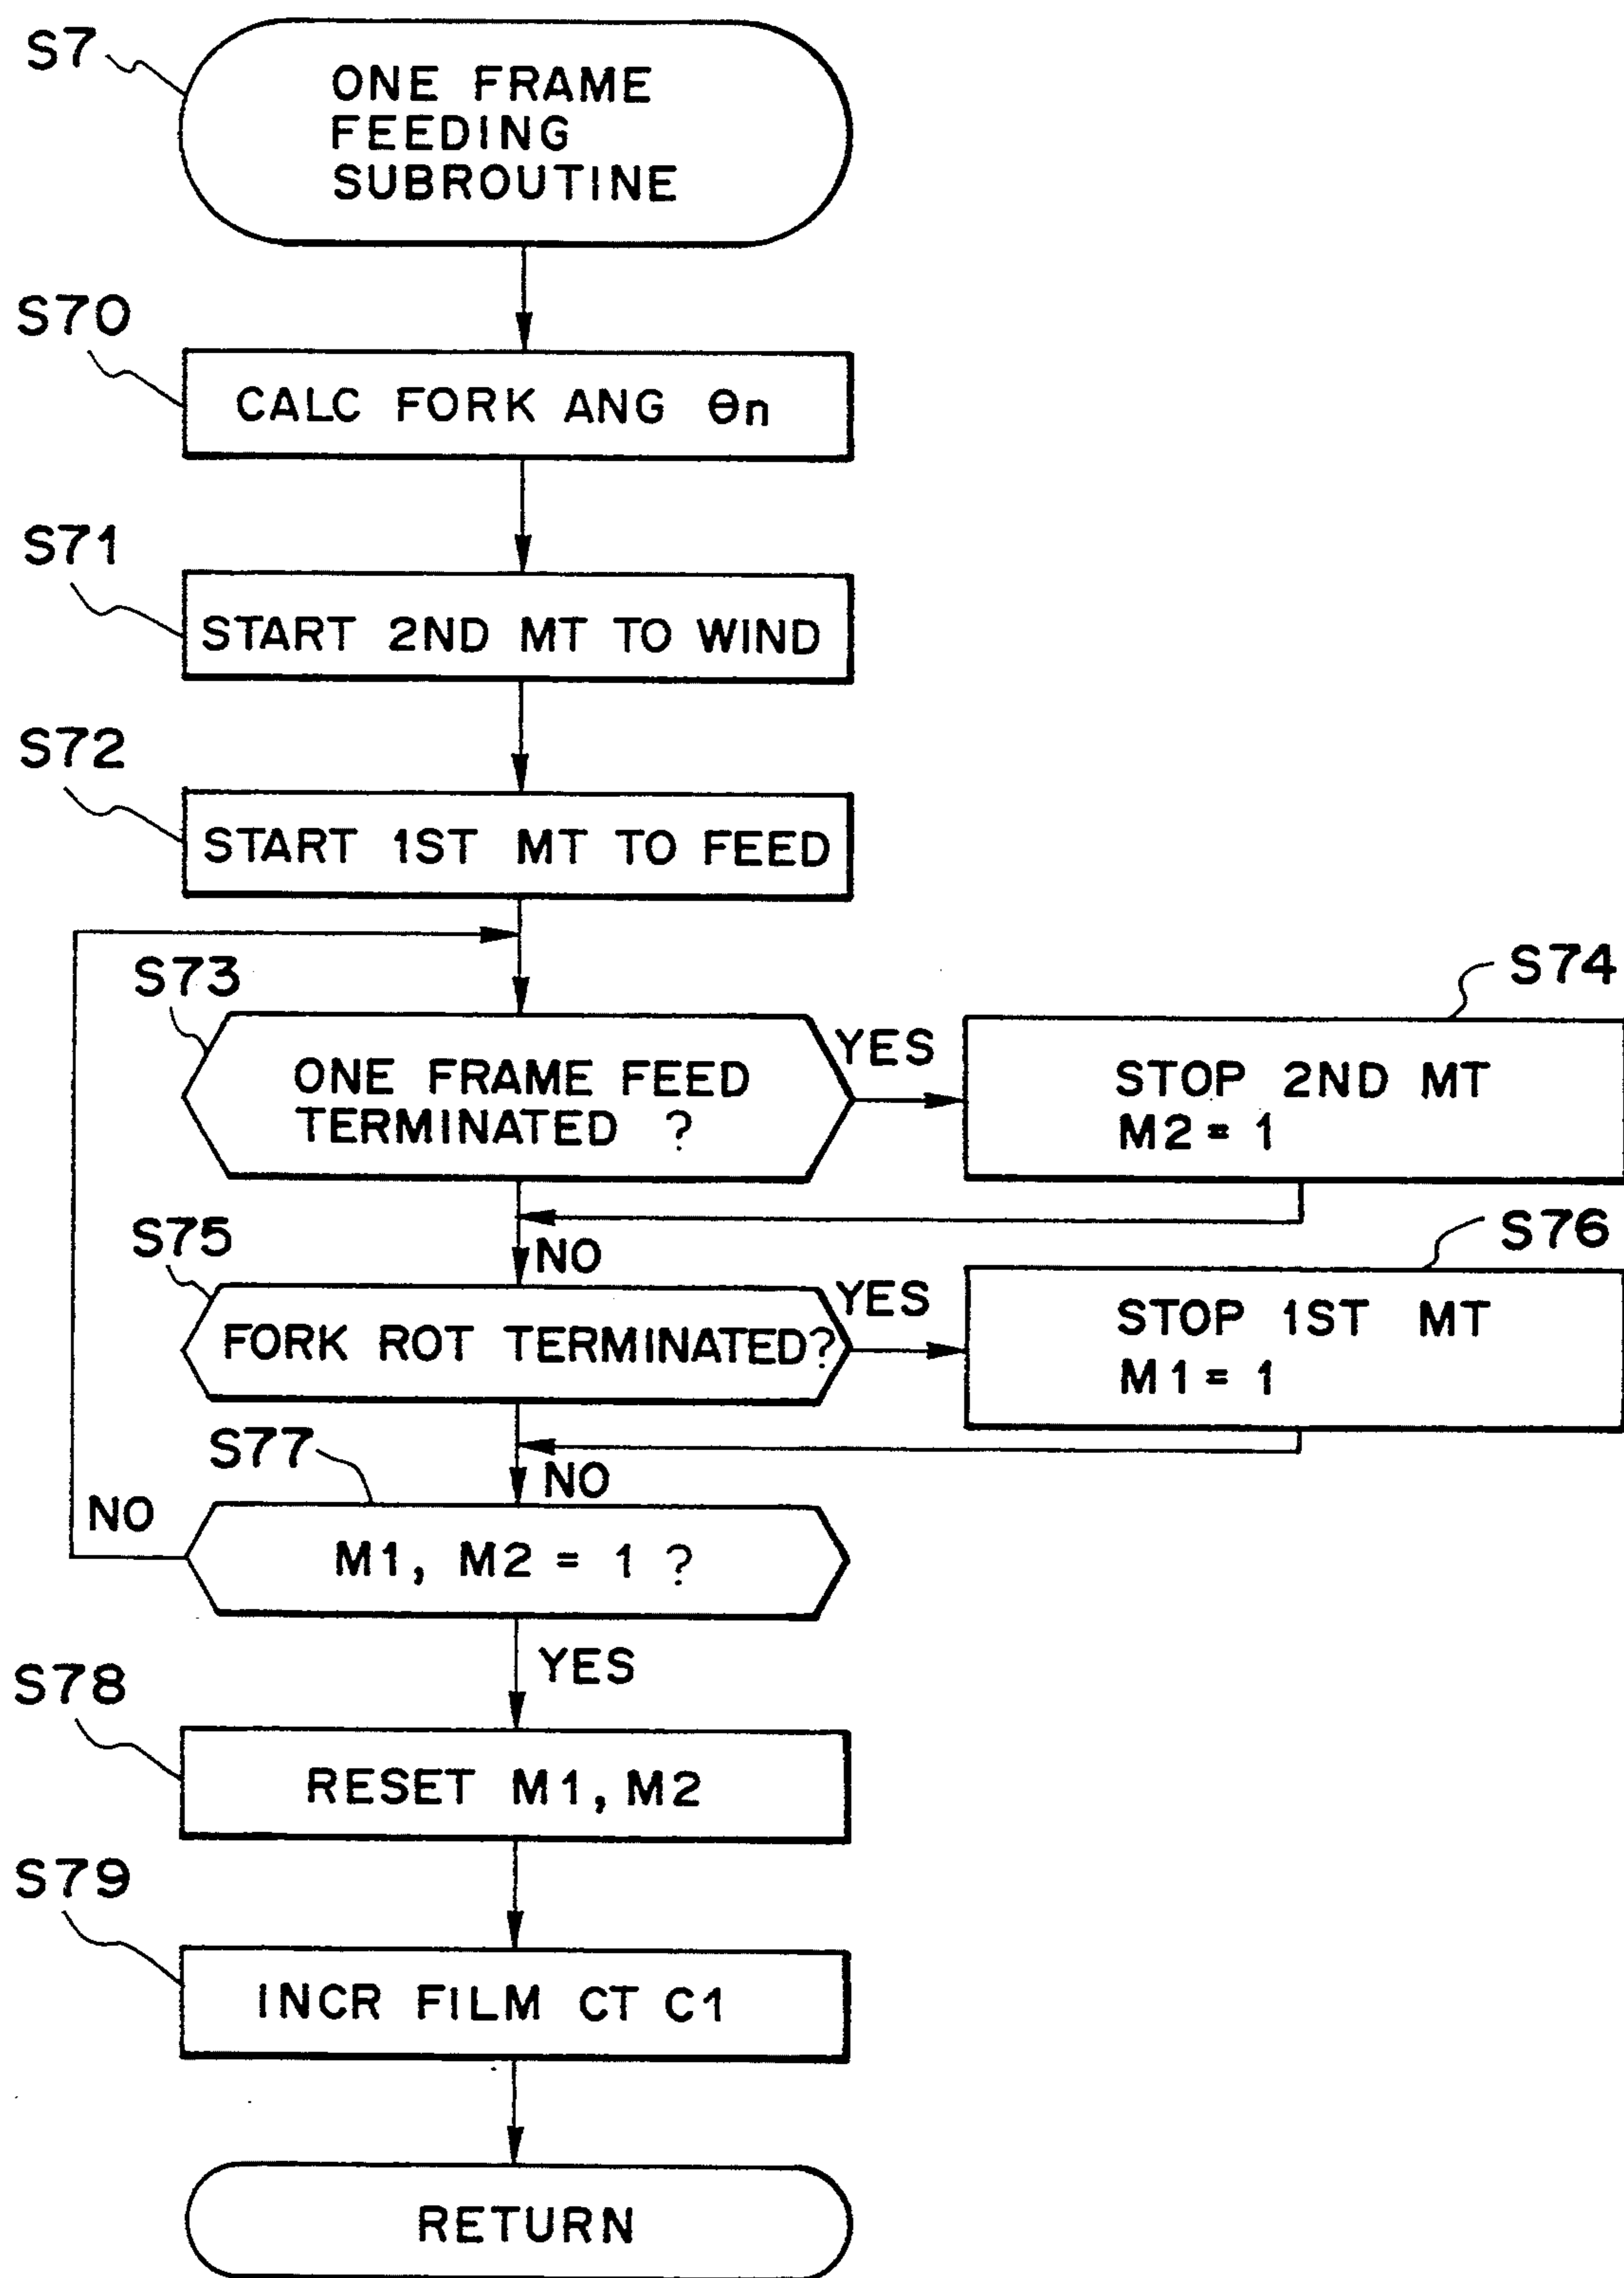 S7
ONE FRAME
FEEDING
SUBROUTINE
S70
CALC FORK ANG θn
S71
START 2ND MT TO WIND
S72
START 1ST MT TO FEED
S73
ONE FRAME FEED
TERMINATED ?
YES
S74
STOP 2ND MT
M2 = 1
NO
S75
FORK ROT TERMINATED?
YES
S76
STOP 1ST MT
M1 = 1
NO
S77
M1, M2 = 1 ?
NO
YES
S78
RESET M1, M2
S79
INCR FILM CT C1
RETURN